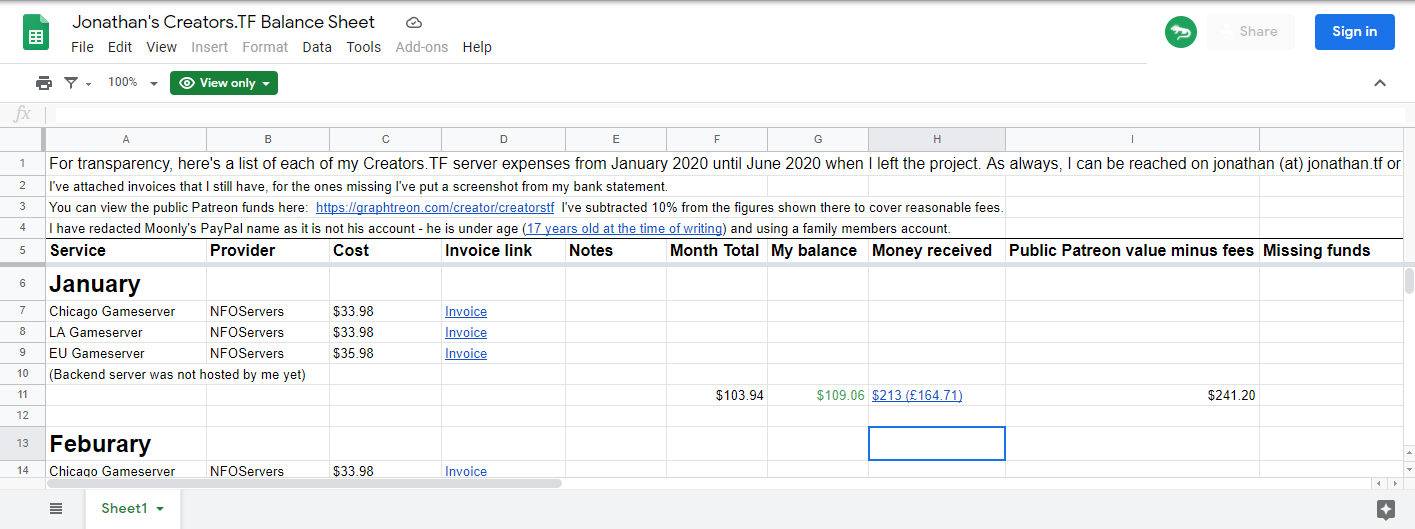 Jonathan's Creators.TF Balance Sheet
File Edit View Insert Format Data Tools Add-ons Help
Share
Sign in
100%
View only
fx
A B C D E F G H I
1 For transparency, here's a list of each of my Creators.TF server expenses from January 2020 until June 2020 when I left the project. As always, I can be reached on jonathan (at) jonathan.tf or
2 I've attached invoices that I still have, for the ones missing I've put a screenshot from my bank statement.
3 You can view the public Patreon funds here: https://graphtreon.com/creator/creatorstf I've subtracted 10% from the figures shown there to cover reasonable fees.
4 I have redacted Moonly's PayPal name as it is not his account - he is under age (17 years old at the time of writing) and using a family members account.
5 Service Provider Cost Invoice link Notes Month Total My balance Money received Public Patreon value minus fees Missing funds
6 January
7 Chicago Gameserver NFOServers $33.98 Invoice
8 LA Gameserver NFOServers $33.98 Invoice
9 EU Gameserver NFOServers $35.98 Invoice
10 (Backend server was not hosted by me yet)
11 $103.94 $109.06 $213 (£164.71) $241.20
12
13 Feburary
14 Chicago Gameserver NFOServers $33.98 Invoice
Sheet1